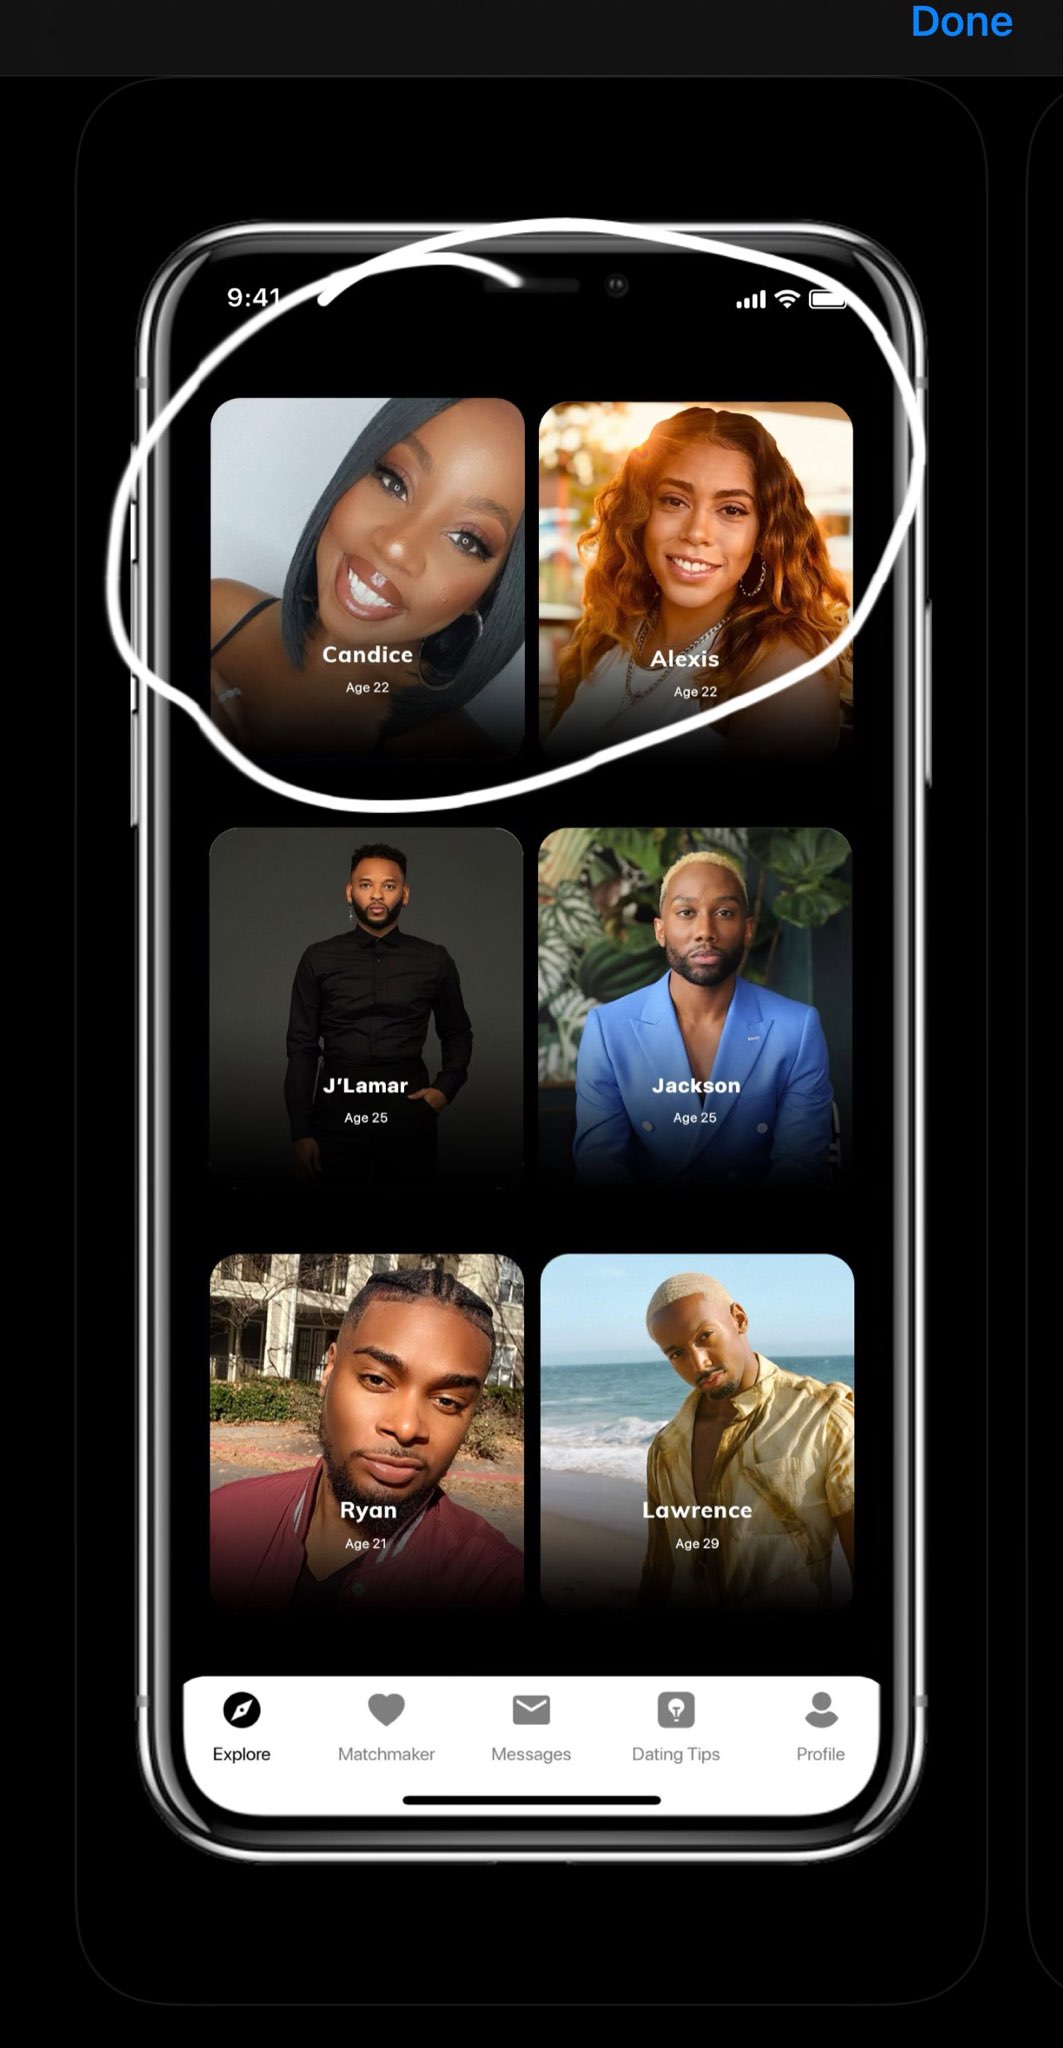 Done
9:41
Candice
Age 22
Alexis
Age 22
J'Lamar
Age 25
Jackson
Age 25
Ryan
Age 21
Lawrence
Age 29
Explore
Matchmaker
Messages
Dating Tips
Profile